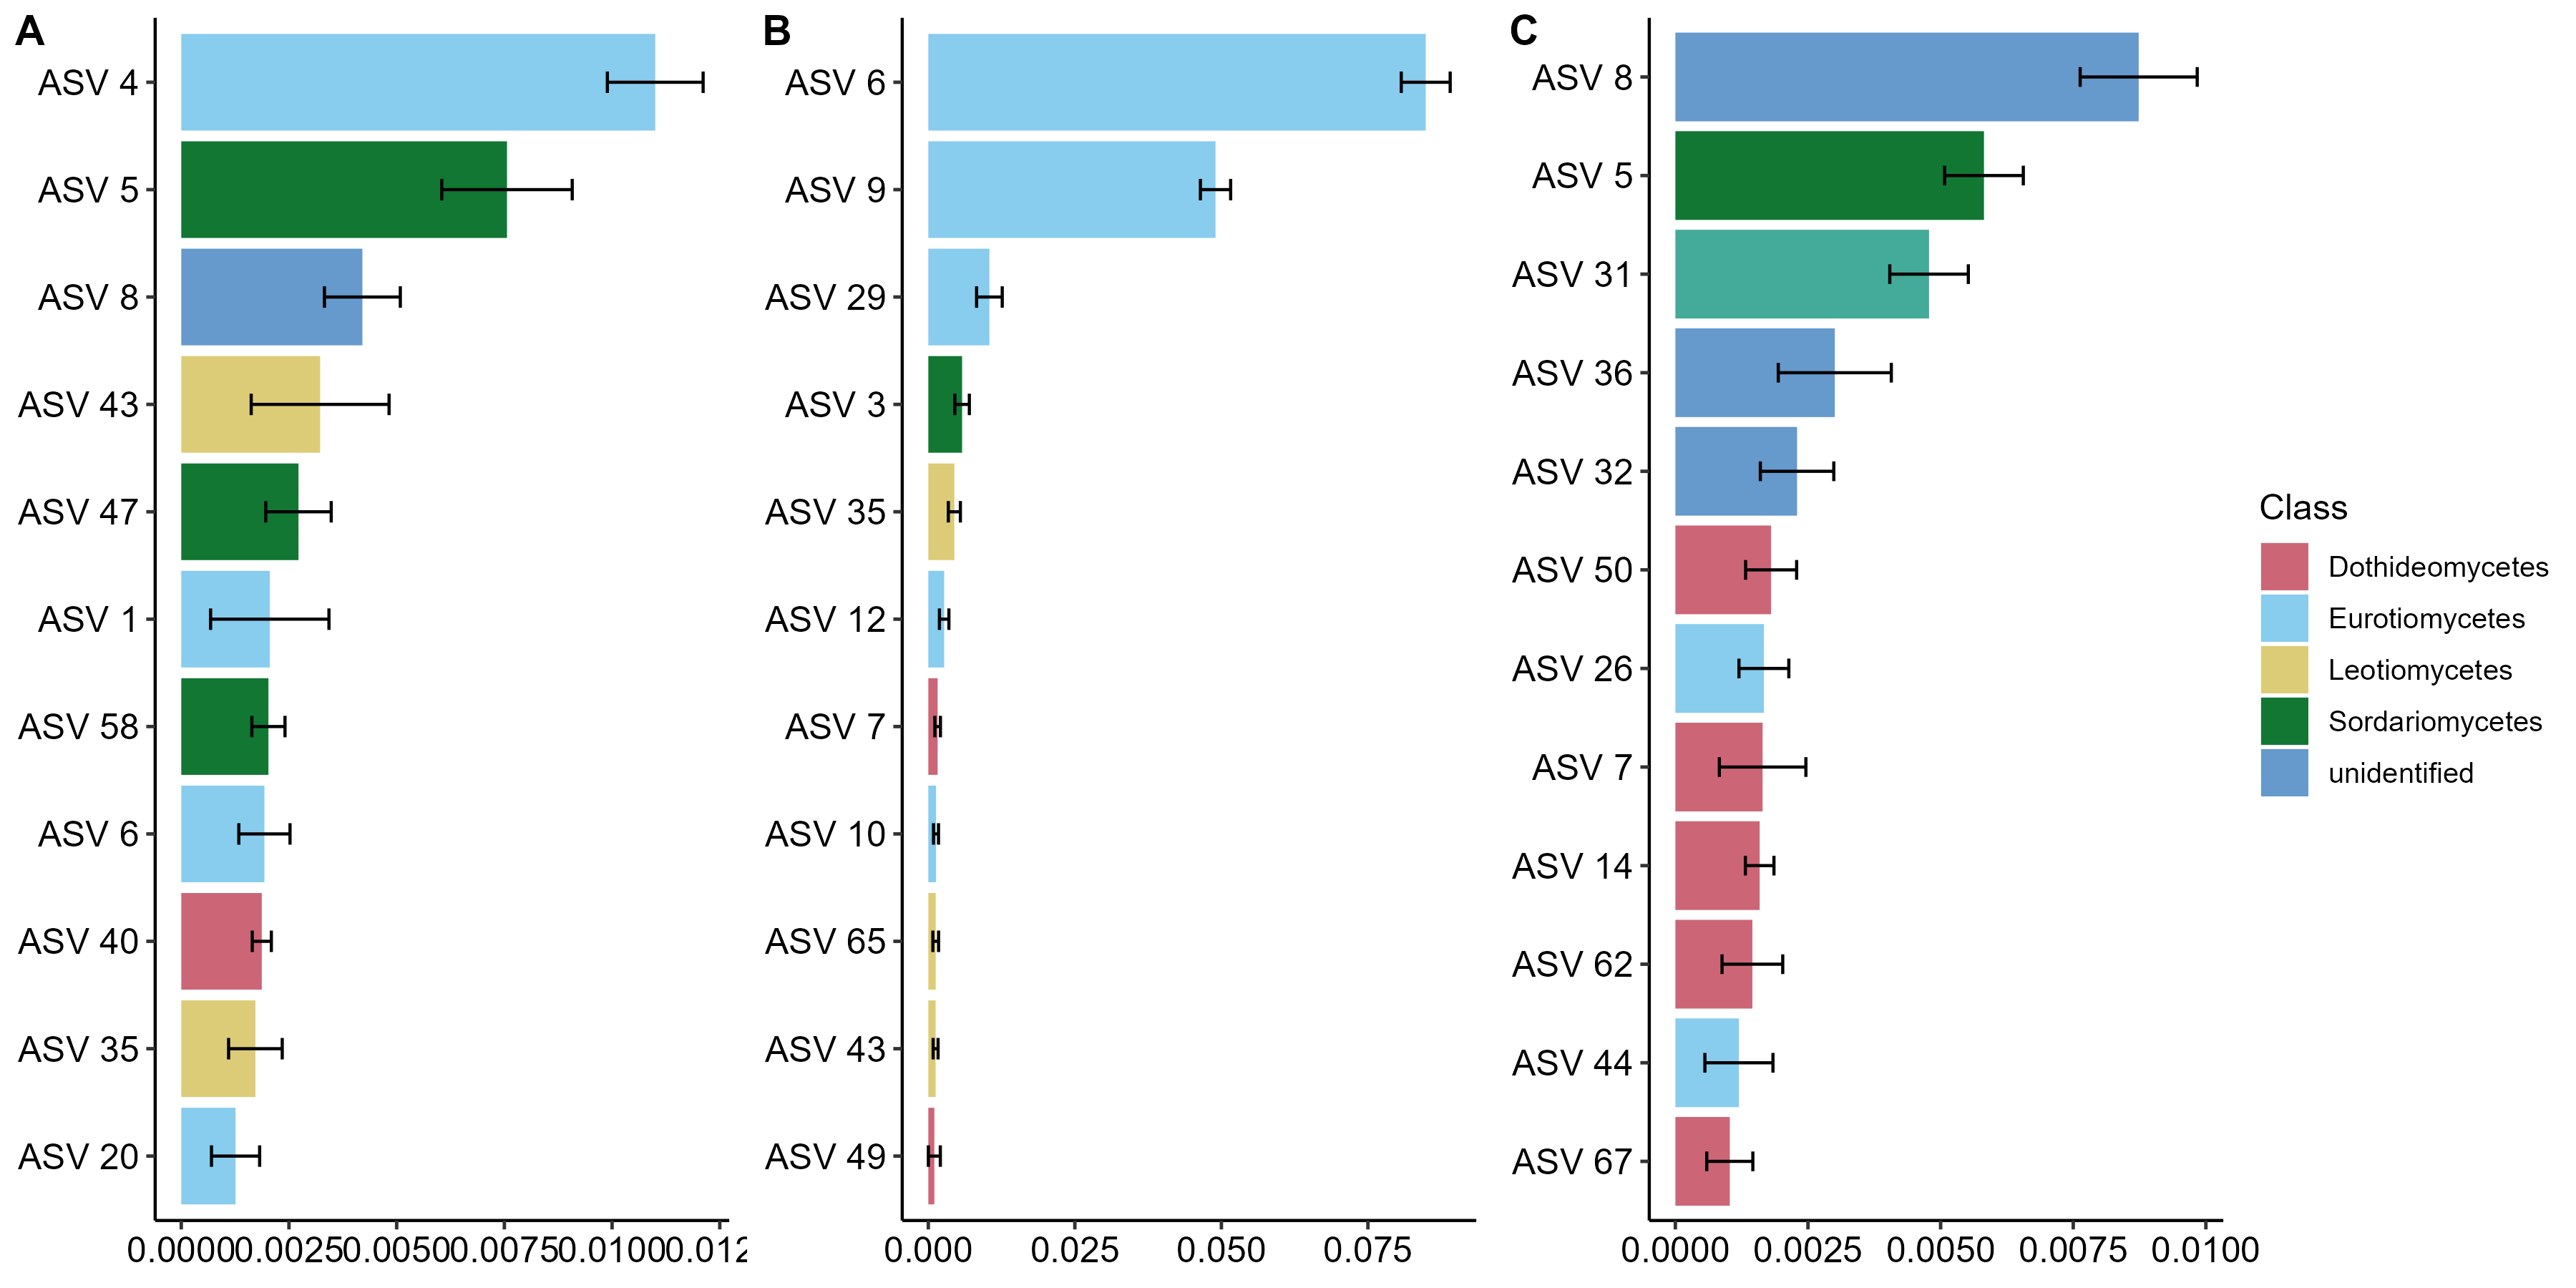 A
ASV 4
ASV 5
ASV 8
ASV 43
ASV 47
ASV 1
ASV 58
ASV 6
ASV 40
ASV 35
ASV 20
0.0000 0.0025 0.0050 0.0075 0.0100 0.012
B
ASV 6
ASV 9
ASV 29
ASV 3
ASV 35
ASV 12
ASV 7
ASV 10
ASV 65
ASV 43
ASV 49
0.000 0.025 0.050 0.075
C
ASV 8
ASV 5
ASV 31
ASV 36
ASV 32
ASV 50
ASV 26
ASV 7
ASV 14
ASV 62
ASV 44
ASV 67
0.0000 0.0025 0.0050 0.0075 0.0100
Class
Dothideomycetes
Eurotiomycetes
Leotiomycetes
Sordariomycetes
unidentified